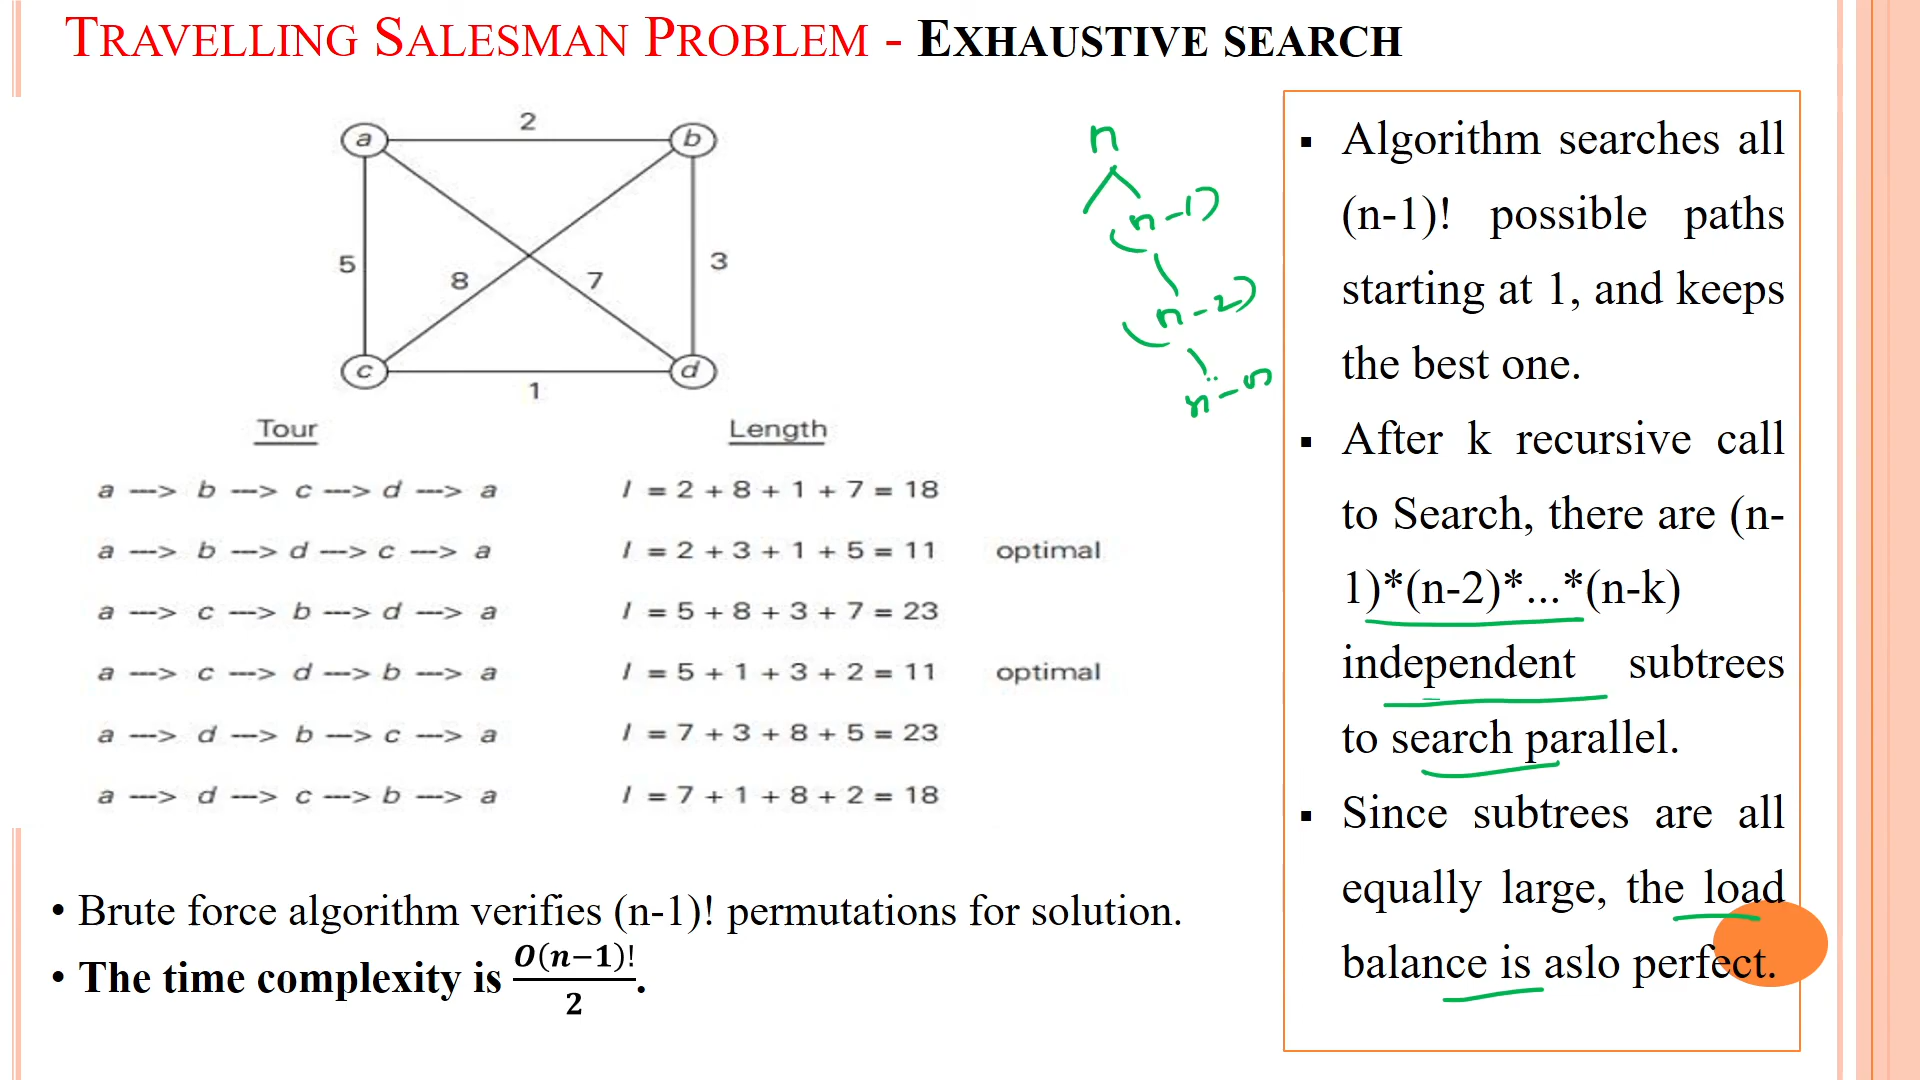 TRAVELLING SALESMAN PROBLEM - EXHAUSTIVE SEARCH
2
a
b
5
8
7
3
c
d
1
Tour Length
a ---> b ---> c ---> d ---> a l = 2 + 8 + 1 + 7 = 18
a ---> b ---> d ---> c ---> a l = 2 + 3 + 1 + 5 = 11 optimal
a ---> c ---> b ---> d ---> a l = 5 + 8 + 3 + 7 = 23
a ---> c ---> d ---> b ---> a l = 5 + 1 + 3 + 2 = 11 optimal
a ---> d ---> b ---> c ---> a l = 7 + 3 + 8 + 5 = 23
a ---> d ---> c ---> b ---> a l = 7 + 1 + 8 + 2 = 18
• Brute force algorithm verifies (n-1)! permutations for solution.
• The time complexity is O(n−1)!/2.
n
(n-1)
(n-2)
▪ Algorithm searches all
(n-1)! possible paths
starting at 1, and keeps
the best one.
▪ After k recursive call
to Search, there are (n-
1)*(n-2)*...*(n-k)
independent subtrees
to search parallel.
▪ Since subtrees are all
equally large, the load
balance is aslo perfect.